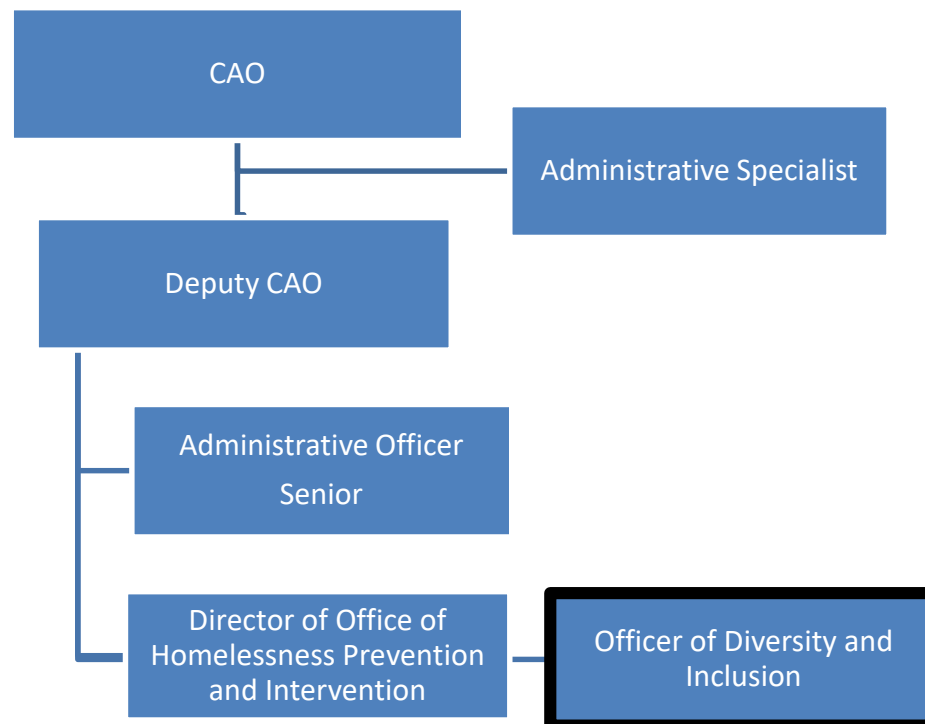 CAO
Administrative Specialist
Deputy CAO
Administrative Officer
Senior
Director of Office of
Homelessness Prevention
and Intervention
Officer of Diversity and
Inclusion